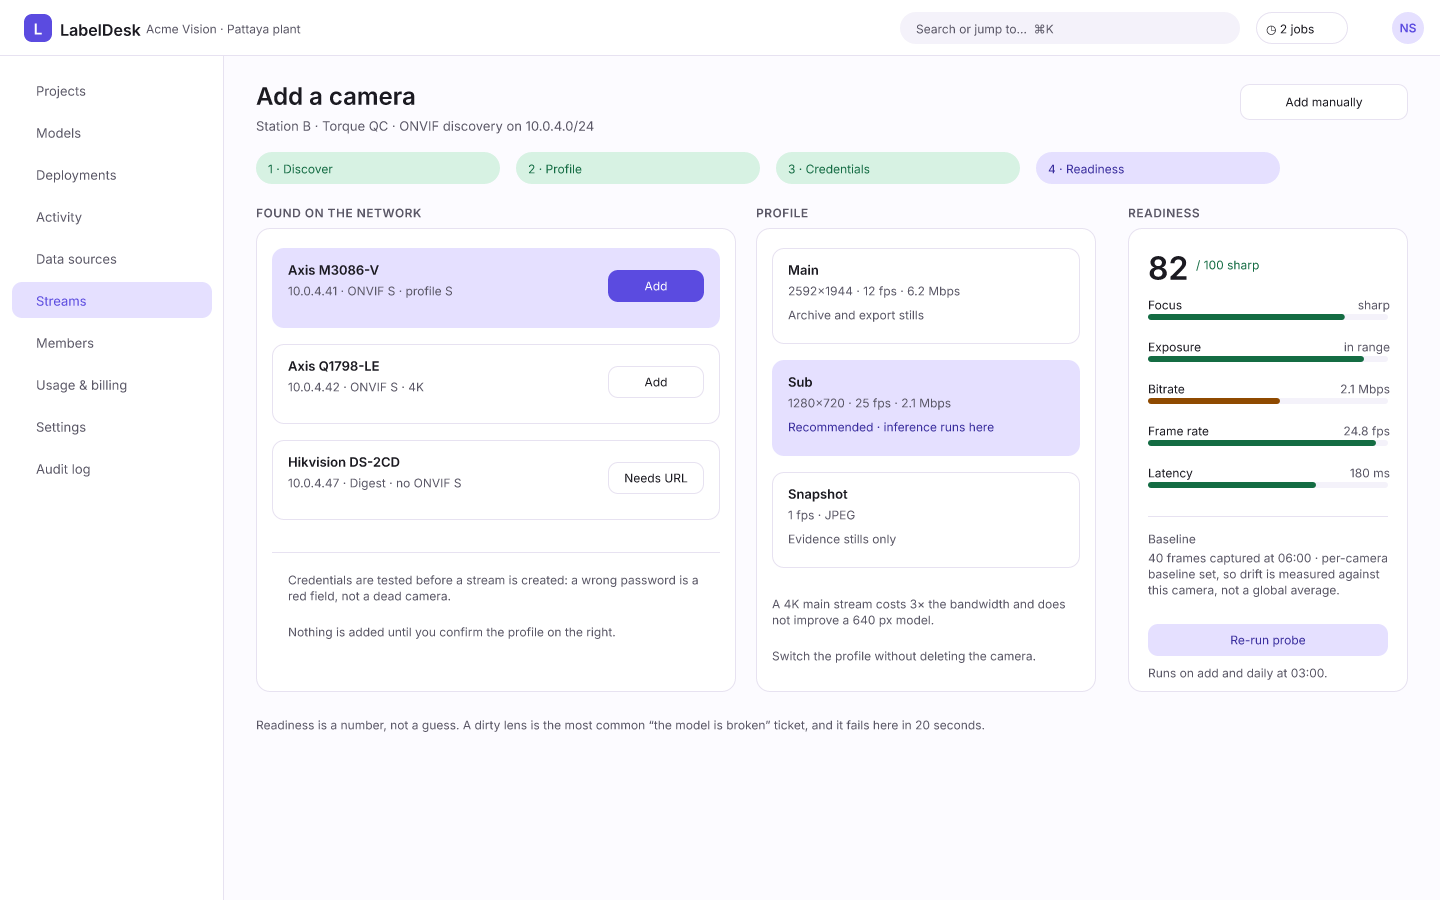 L LabelDesk Acme Vision · Pattaya plant
Search or jump to... ⌘K
◷ 2 jobs
NS
Projects
Models
Deployments
Activity
Data sources
Streams
Members
Usage & billing
Settings
Audit log
Add a camera
Station B · Torque QC · ONVIF discovery on 10.0.4.0/24
Add manually
1 · Discover
2 · Profile
3 · Credentials
4 · Readiness
FOUND ON THE NETWORK
Axis M3086-V
10.0.4.41 · ONVIF S · profile S
Add
Axis Q1798-LE
10.0.4.42 · ONVIF S · 4K
Add
Hikvision DS-2CD
10.0.4.47 · Digest · no ONVIF S
Needs URL
Credentials are tested before a stream is created: a wrong password is a
red field, not a dead camera.
Nothing is added until you confirm the profile on the right.
PROFILE
Main
2592×1944 · 12 fps · 6.2 Mbps
Archive and export stills
Sub
1280×720 · 25 fps · 2.1 Mbps
Recommended · inference runs here
Snapshot
1 fps · JPEG
Evidence stills only
A 4K main stream costs 3× the bandwidth and does
not improve a 640 px model.
Switch the profile without deleting the camera.
READINESS
82 / 100 sharp
Focus sharp
Exposure in range
Bitrate 2.1 Mbps
Frame rate 24.8 fps
Latency 180 ms
Baseline
40 frames captured at 06:00 · per-camera
baseline set, so drift is measured against
this camera, not a global average.
Re-run probe
Runs on add and daily at 03:00.
Readiness is a number, not a guess. A dirty lens is the most common “the model is broken” ticket, and it fails here in 20 seconds.